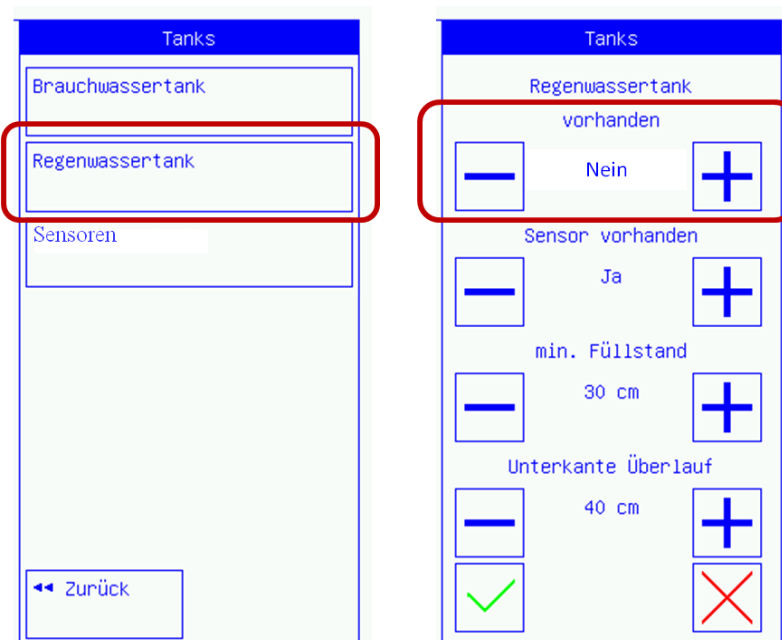 Tanks
Brauchwassertank
Regenwassertank
Sensoren
◄◄ Zurück
Tanks
Regenwassertank
vorhanden
Nein
Sensor vorhanden
Ja
min. Füllstand
30 cm
Unterkante Überlauf
40 cm